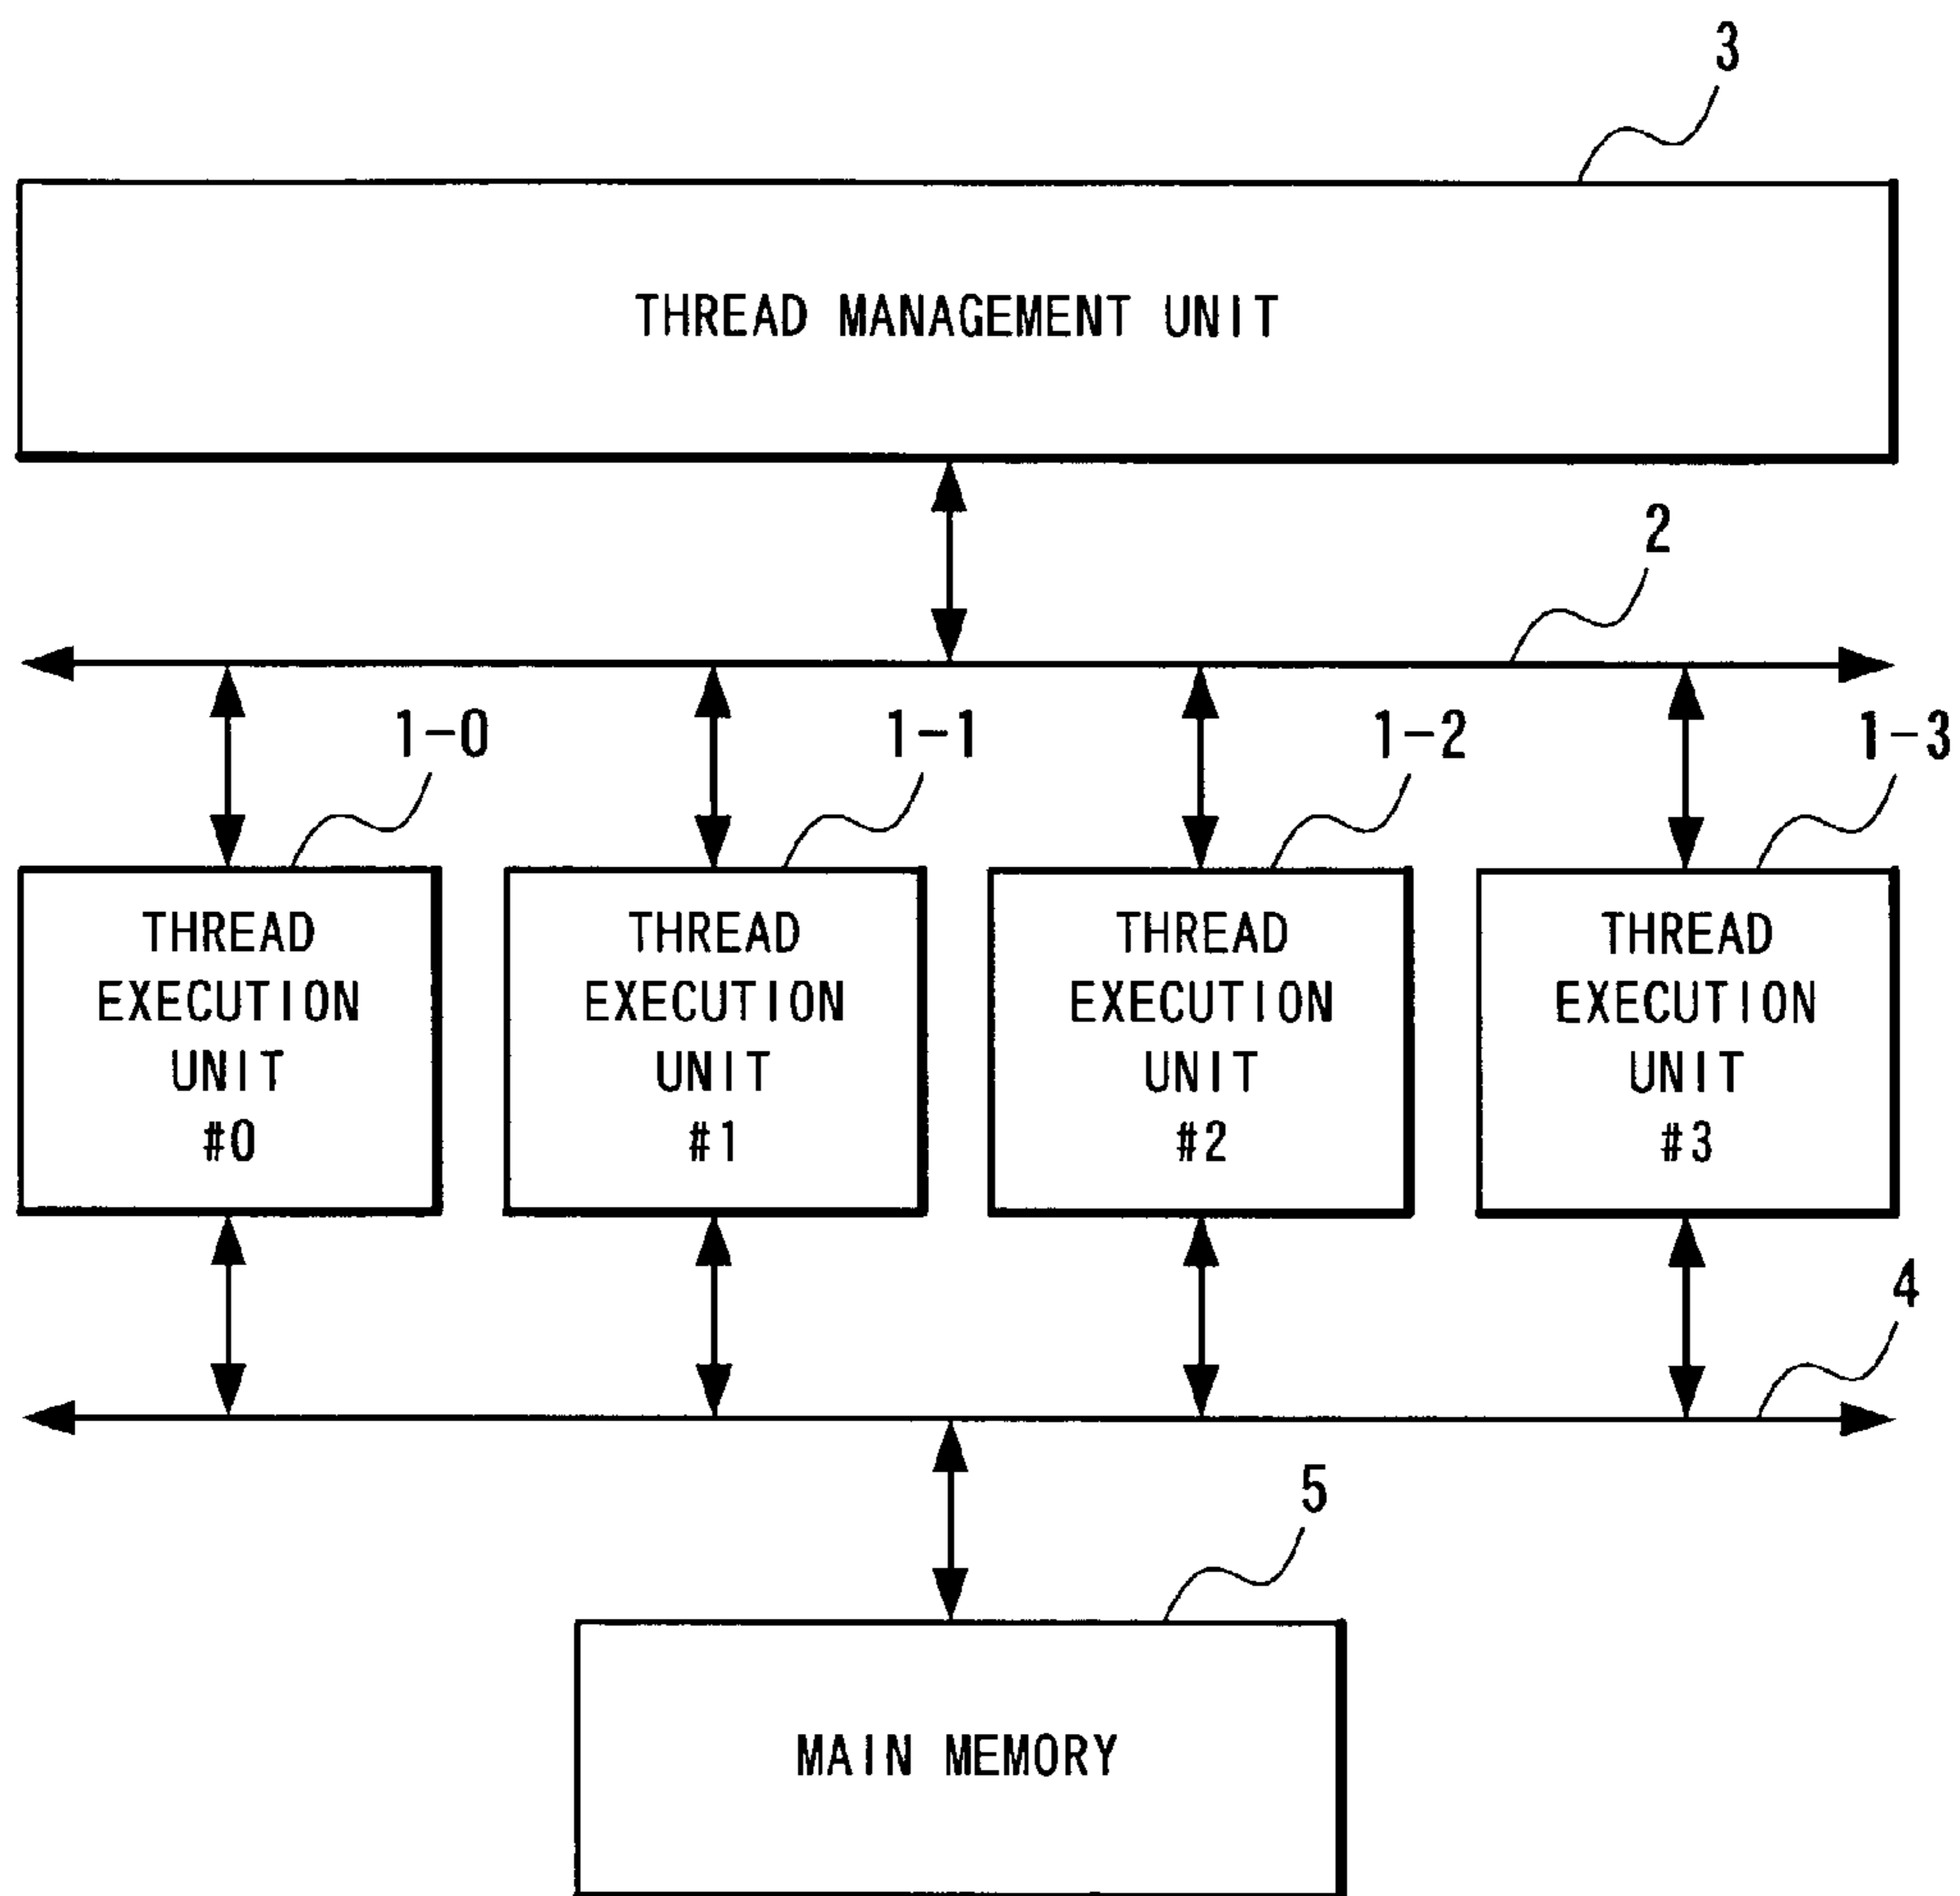 3
THREAD MANAGEMENT UNIT
2
1-0
1-1
1-2
1-3
THREAD
EXECUTION
UNIT
#0
THREAD
EXECUTION
UNIT
#1
THREAD
EXECUTION
UNIT
#2
THREAD
EXECUTION
UNIT
#3
4
5
MAIN MEMORY